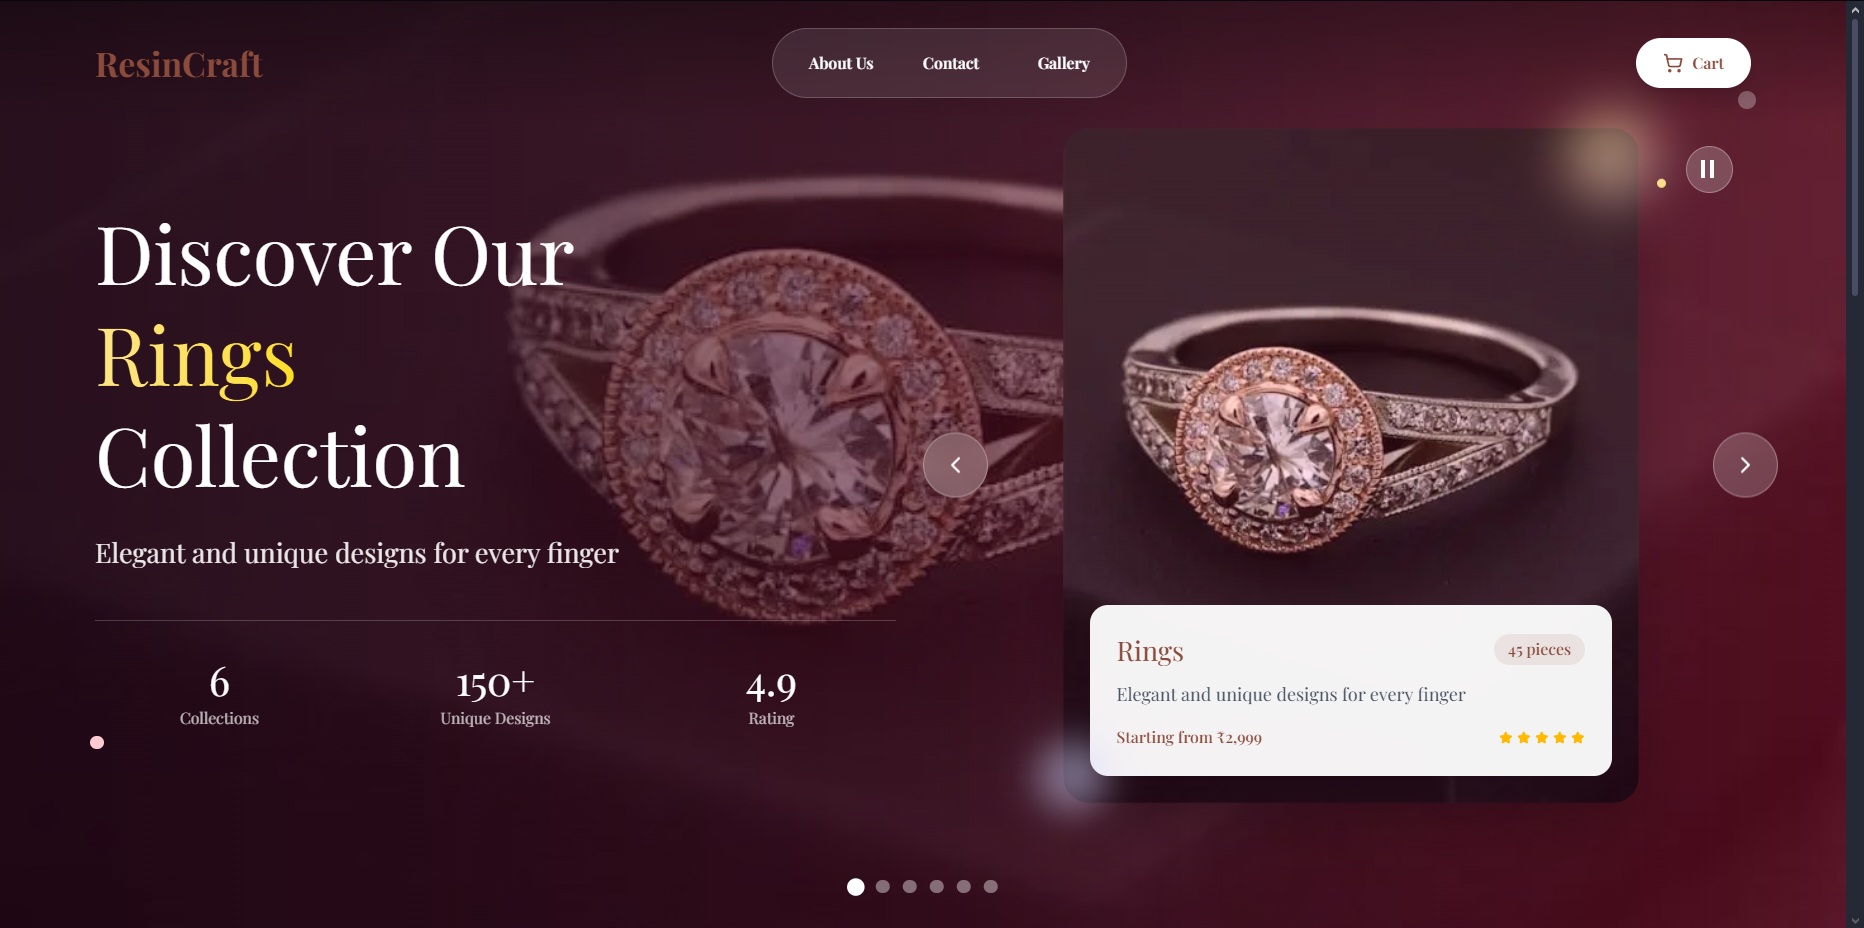 ResinCraft
About Us
Contact
Gallery
Cart
Discover Our
Rings
Collection
Elegant and unique designs for every finger
6
Collections
150+
Unique Designs
4.9
Rating
Rings
45 pieces
Elegant and unique designs for every finger
Starting from ₹2,999